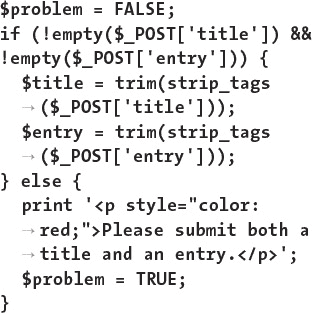 $problem = FALSE;
if (!empty($_POST['title']) &&
!empty($_POST['entry'])) {
  $title = trim(strip_tags
  → ($_POST['title']));
  $entry = trim(strip_tags
  → ($_POST['entry']));
} else {
  print '<p style="color:
  → red;">Please submit both a
  → title and an entry.</p>';
  $problem = TRUE;
}